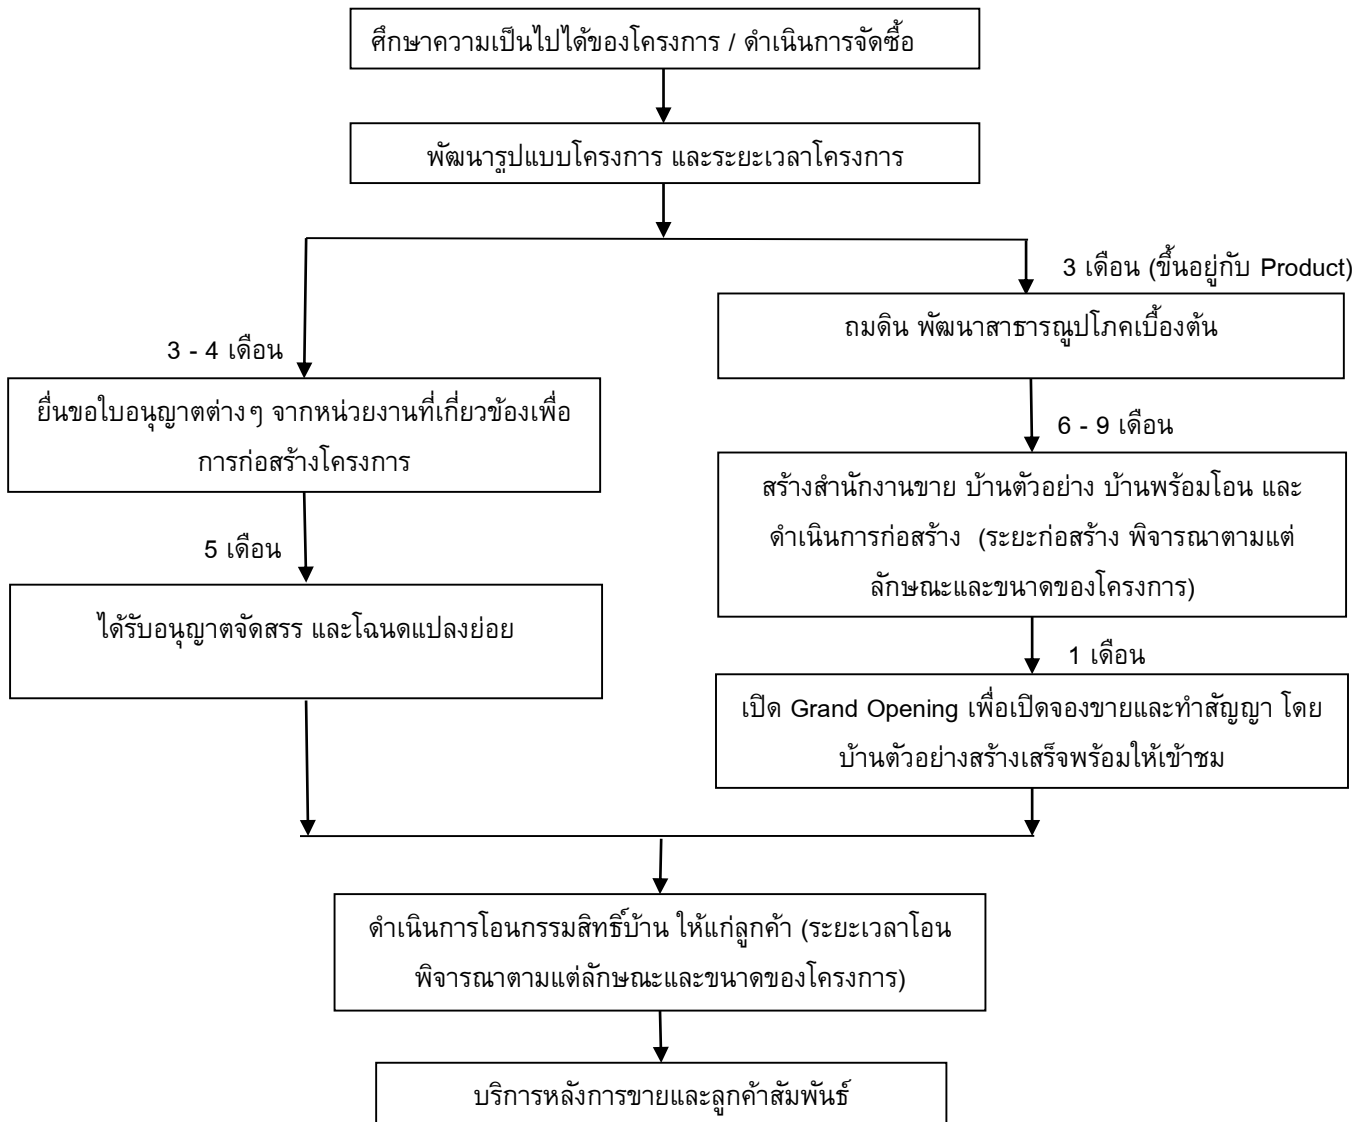 ศึกษาความเป็นไปได้ของโครงการ / ดำเนินการจัดซื้อ
พัฒนารูปแบบโครงการ และระยะเวลาโครงการ
3 เดือน (ขึ้นอยู่กับ Product)
ถมดิน พัฒนาสาธารณูปโภคเบื้องต้น
3 - 4 เดือน
ยื่นขอใบอนุญาตต่างๆ จากหน่วยงานที่เกี่ยวข้องเพื่อ
การก่อสร้างโครงการ
6 - 9 เดือน
สร้างสำนักงานขาย บ้านตัวอย่าง บ้านพร้อมโอน และ
ดำเนินการก่อสร้าง (ระยะก่อสร้าง พิจารณาตามแต่
ลักษณะและขนาดของโครงการ)
5 เดือน
ได้รับอนุญาตจัดสรร และโฉนดแปลงย่อย
1 เดือน
เปิด Grand Opening เพื่อเปิดจองขายและทำสัญญา โดย
บ้านตัวอย่างสร้างเสร็จพร้อมให้เข้าชม
ดำเนินการโอนกรรมสิทธิ์บ้าน ให้แก่ลูกค้า (ระยะเวลาโอน
พิจารณาตามแต่ลักษณะและขนาดของโครงการ)
บริการหลังการขายและลูกค้าสัมพันธ์